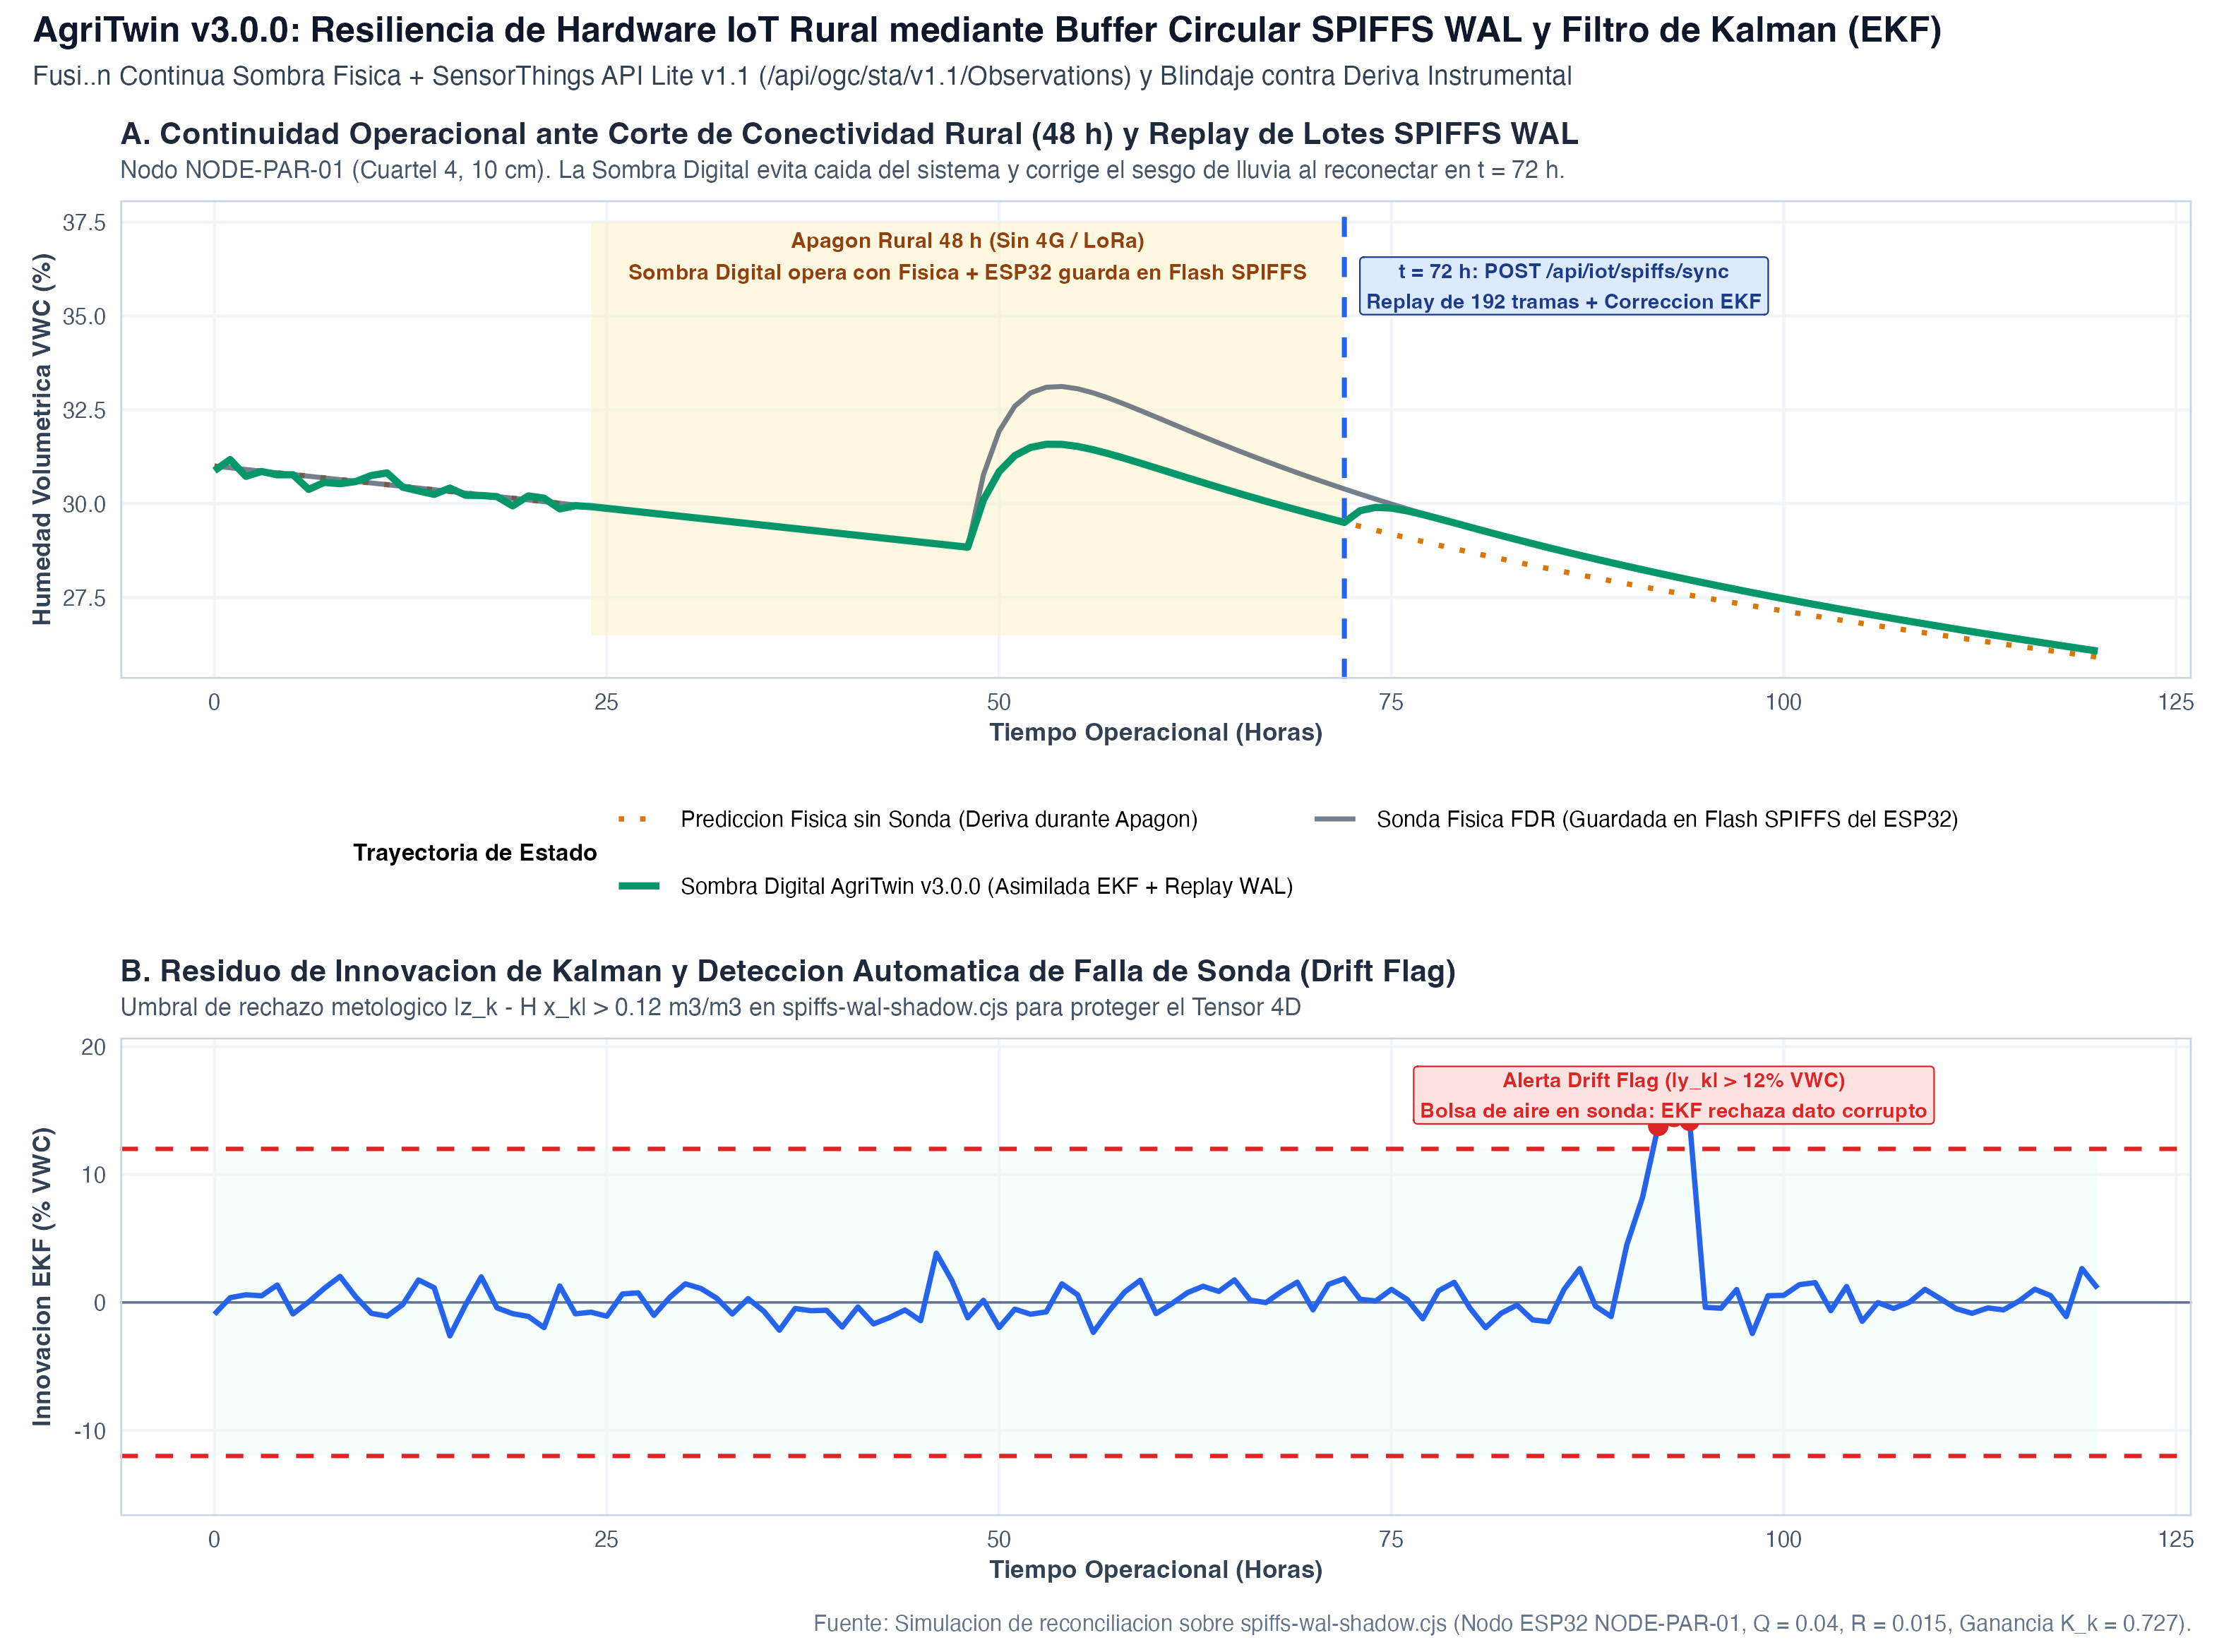 AgriTwin v3.0.0: Resiliencia de Hardware IoT Rural mediante Buffer Circular SPIFFS WAL y Filtro de Kalman (EKF)
Fusi..n Continua Sombra Fisica + SensorThings API Lite v1.1 (/api/ogc/sta/v1.1/Observations) y Blindaje contra Deriva Instrumental
A. Continuidad Operacional ante Corte de Conectividad Rural (48 h) y Replay de Lotes SPIFFS WAL
Nodo NODE-PAR-01 (Cuartel 4, 10 cm). La Sombra Digital evita caida del sistema y corrige el sesgo de lluvia al reconectar en t = 72 h.
Humedad Volumetrica VWC (%)
37.5
35.0
32.5
30.0
27.5
Apagon Rural 48 h (Sin 4G / LoRa)
Sombra Digital opera con Fisica + ESP32 guarda en Flash SPIFFS
t = 72 h: POST /api/iot/spiffs/sync
Replay de 192 tramas + Correccion EKF
0 25 50 75 100 125
Tiempo Operacional (Horas)
Trayectoria de Estado
Prediccion Fisica sin Sonda (Deriva durante Apagon)
Sonda Fisica FDR (Guardada en Flash SPIFFS del ESP32)
Sombra Digital AgriTwin v3.0.0 (Asimilada EKF + Replay WAL)
B. Residuo de Innovacion de Kalman y Deteccion Automatica de Falla de Sonda (Drift Flag)
Umbral de rechazo metologico |z_k - H x_k| > 0.12 m3/m3 en spiffs-wal-shadow.cjs para proteger el Tensor 4D
Innovacion EKF (% VWC)
20
10
0
-10
Alerta Drift Flag (|y_k| > 12% VWC)
Bolsa de aire en sonda: EKF rechaza dato corrupto
0 25 50 75 100 125
Tiempo Operacional (Horas)
Fuente: Simulacion de reconciliacion sobre spiffs-wal-shadow.cjs (Nodo ESP32 NODE-PAR-01, Q = 0.04, R = 0.015, Ganancia K_k = 0.727).